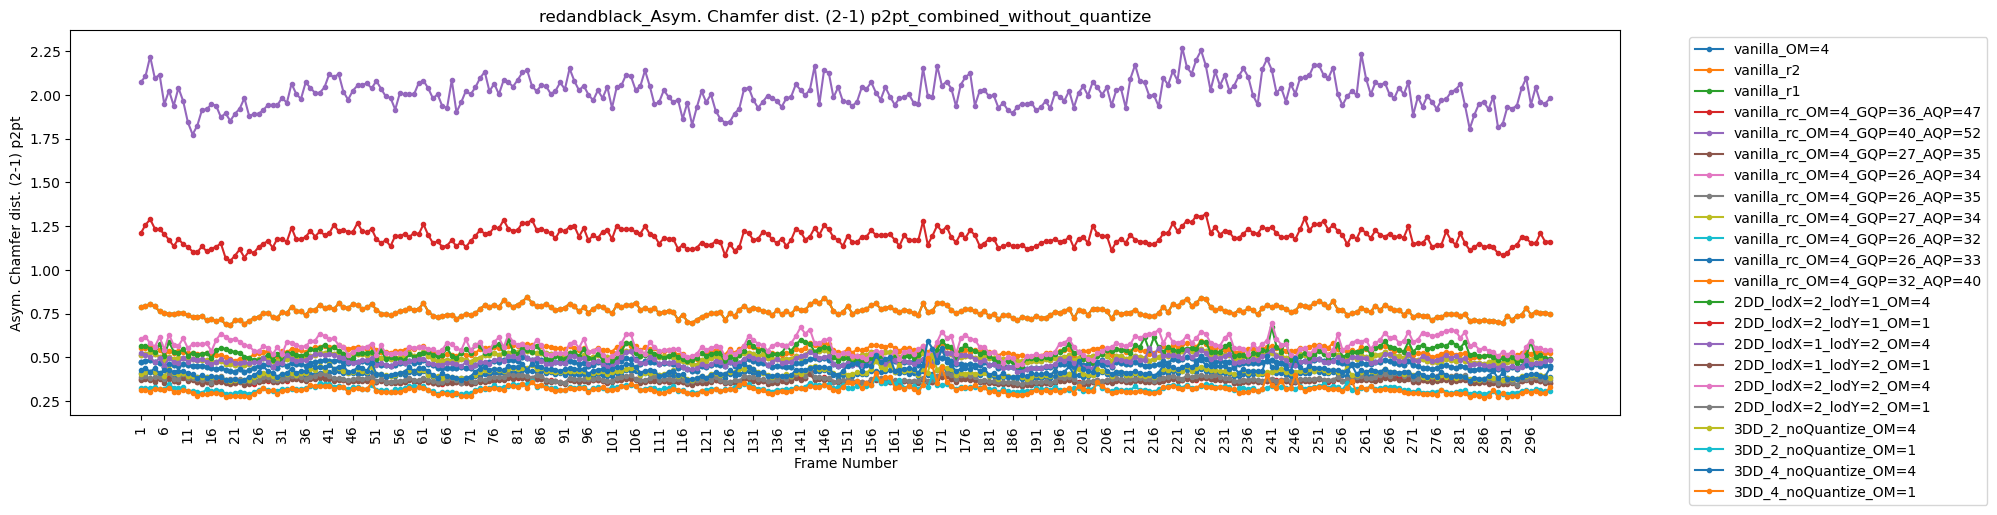 redandblack_Asym. Chamfer dist. (2-1) p2pt_combined_without_quantize
Asym. Chamfer dist. (2-1) p2pt
2.25
2.00
1.75
1.50
1.25
1.00
0.75
0.50
0.25
1 6 11 16 21 26 31 36 41 46 51 56 61 66 71 76 81 86 91 96 101 106 111 116 121 126 131 136 141 146 151 156 161 166 171 176 181 186 191 196 201 206 211 216 221 226 231 236 241 246 251 256 261 266 271 276 281 286 291 296
Frame Number
vanilla_OM=4
vanilla_r2
vanilla_r1
vanilla_rc_OM=4_GQP=36_AQP=47
vanilla_rc_OM=4_GQP=40_AQP=52
vanilla_rc_OM=4_GQP=27_AQP=35
vanilla_rc_OM=4_GQP=26_AQP=34
vanilla_rc_OM=4_GQP=26_AQP=35
vanilla_rc_OM=4_GQP=27_AQP=34
vanilla_rc_OM=4_GQP=26_AQP=32
vanilla_rc_OM=4_GQP=26_AQP=33
vanilla_rc_OM=4_GQP=32_AQP=40
2DD_lodX=2_lodY=1_OM=4
2DD_lodX=2_lodY=1_OM=1
2DD_lodX=1_lodY=2_OM=4
2DD_lodX=1_lodY=2_OM=1
2DD_lodX=2_lodY=2_OM=4
2DD_lodX=2_lodY=2_OM=1
3DD_2_noQuantize_OM=4
3DD_2_noQuantize_OM=1
3DD_4_noQuantize_OM=4
3DD_4_noQuantize_OM=1